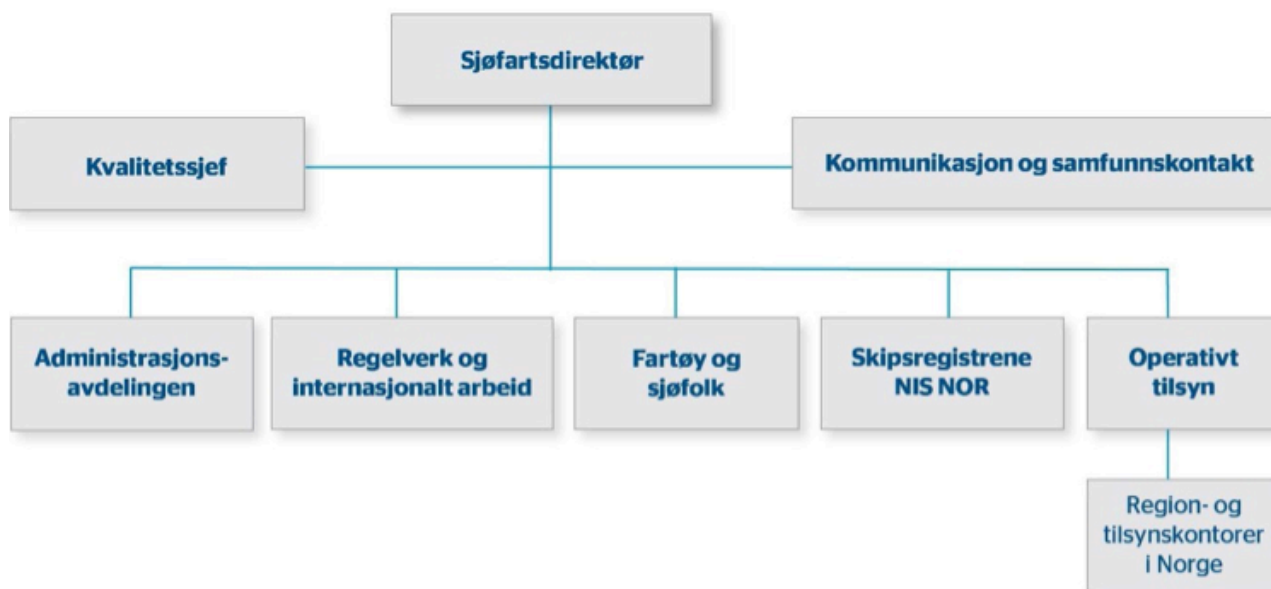 Sjøfartsdirektør
Kvalitetssjef
Kommunikasjon og samfunnskontakt
Administrasjons-
avdelingen
Regelverk og
internasjonalt arbeid
Fartøy og
sjøfolk
Skipsregistrene
NIS NOR
Operativt
tilsyn
Region- og
tilsynskontorer
i Norge